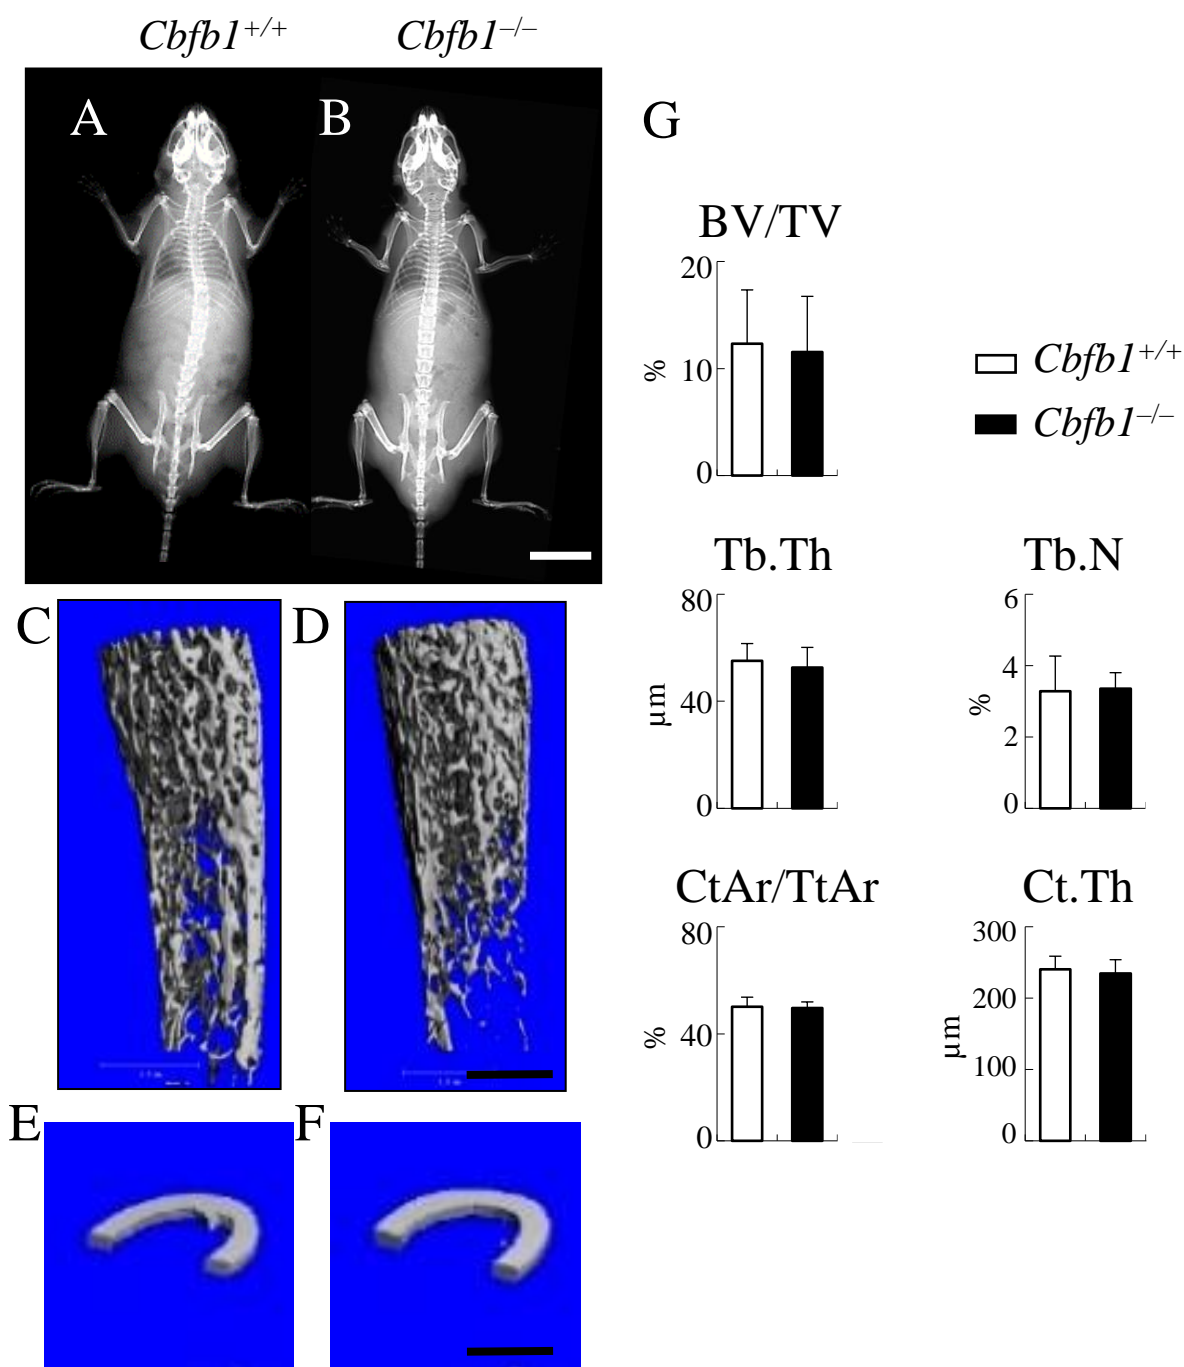 Cbfb1+/+ Cbfb1–/–
A B
G
BV/TV
20
10
0
%
Cbfb1+/+
Cbfb1–/–
C D
Tb.Th Tb.N
80
40
0
µm
6
4
2
0
%
CtAr/TtAr Ct.Th
80
40
0
%
300
200
100
0
µm
E F